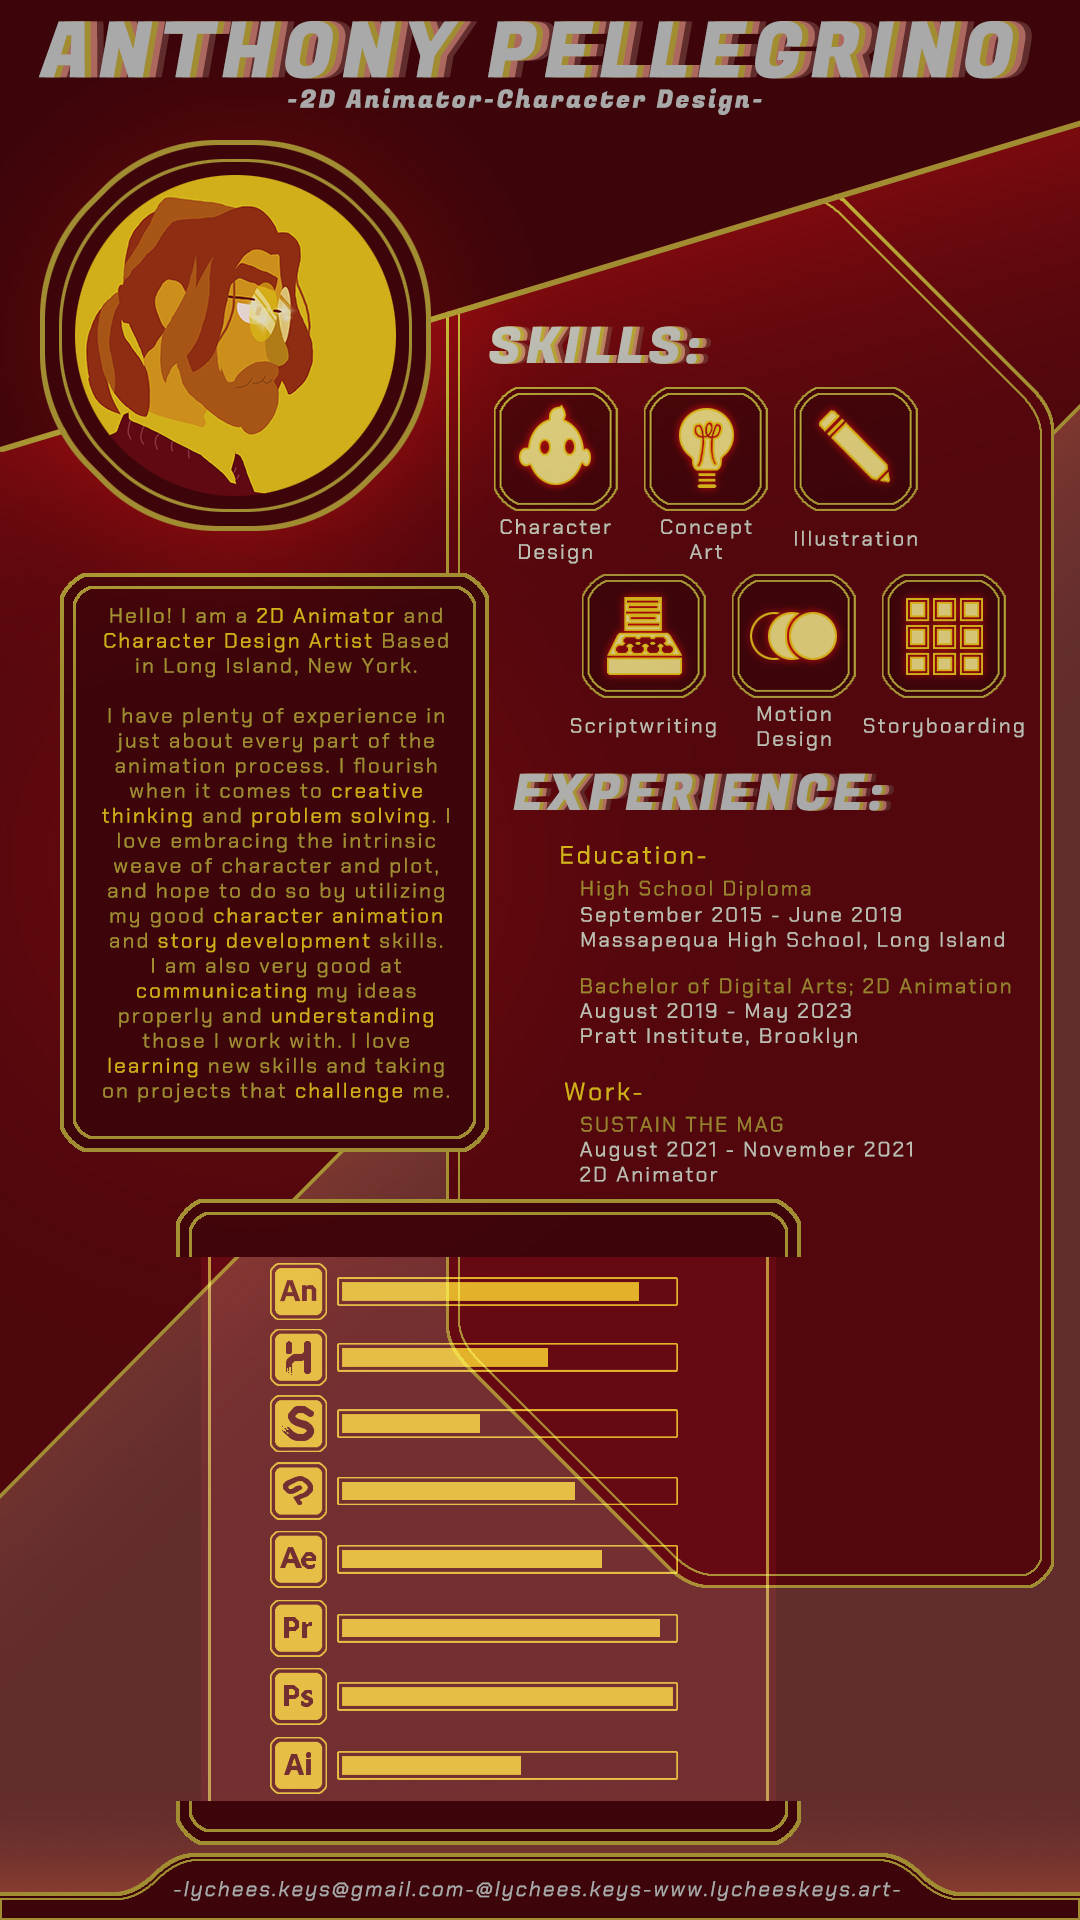 ANTHONY PELLEGRINO
-2D Animator-Character Design-
SKILLS:
Character
Design
Concept
Art
Illustration
Scriptwriting
Motion
Design
Storyboarding
Hello! I am a 2D Animator and
Character Design Artist Based
in Long Island, New York.
I have plenty of experience in
just about every part of the
animation process. I flourish
when it comes to creative
thinking and problem solving. I
love embracing the intrinsic
weave of character and plot,
and hope to do so by utilizing
my good character animation
and story development skills.
I am also very good at
communicating my ideas
properly and understanding
those I work with. I love
learning new skills and taking
on projects that challenge me.
EXPERIENCE:
Education-
High School Diploma
September 2015 - June 2019
Massapequa High School, Long Island
Bachelor of Digital Arts; 2D Animation
August 2019 - May 2023
Pratt Institute, Brooklyn
Work-
SUSTAIN THE MAG
August 2021 - November 2021
2D Animator
An
H
S
Ae
Pr
Ps
Ai
-lychees.keys@gmail.com-@lychees.keys-www.lycheeskeys.art-